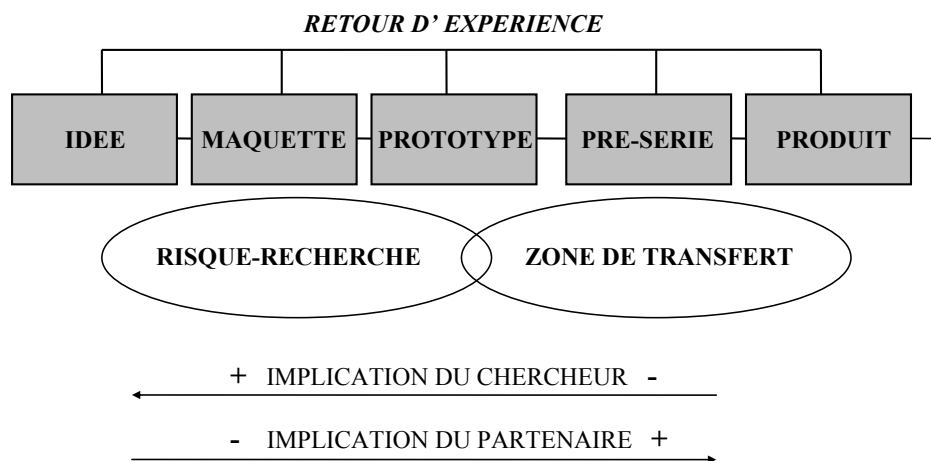 RETOUR D' EXPERIENCE
IDEE MAQUETTE PROTOTYPE PRE-SERIE PRODUIT
RISQUE-RECHERCHE ZONE DE TRANSFERT
+ IMPLICATION DU CHERCHEUR -
- IMPLICATION DU PARTENAIRE +